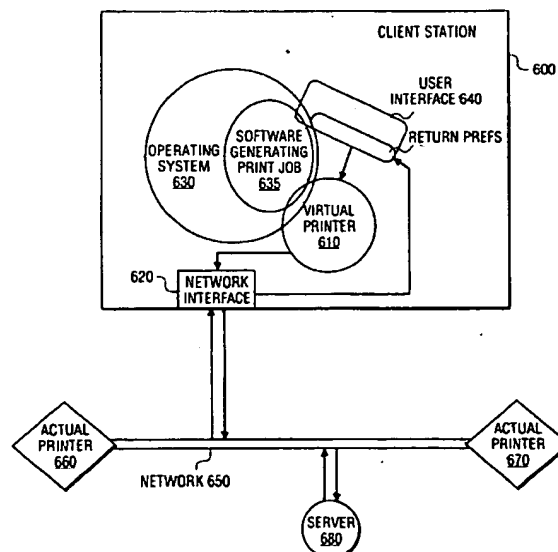 CLIENT STATION
600
USER
INTERFACE 640
RETURN PREFS
OPERATING
SYSTEM
630
SOFTWARE
GENERATING
PRINT JOB
635
VIRTUAL
PRINTER
610
620
NETWORK
INTERFACE
ACTUAL
PRINTER
660
NETWORK 650
ACTUAL
PRINTER
670
SERVER
680